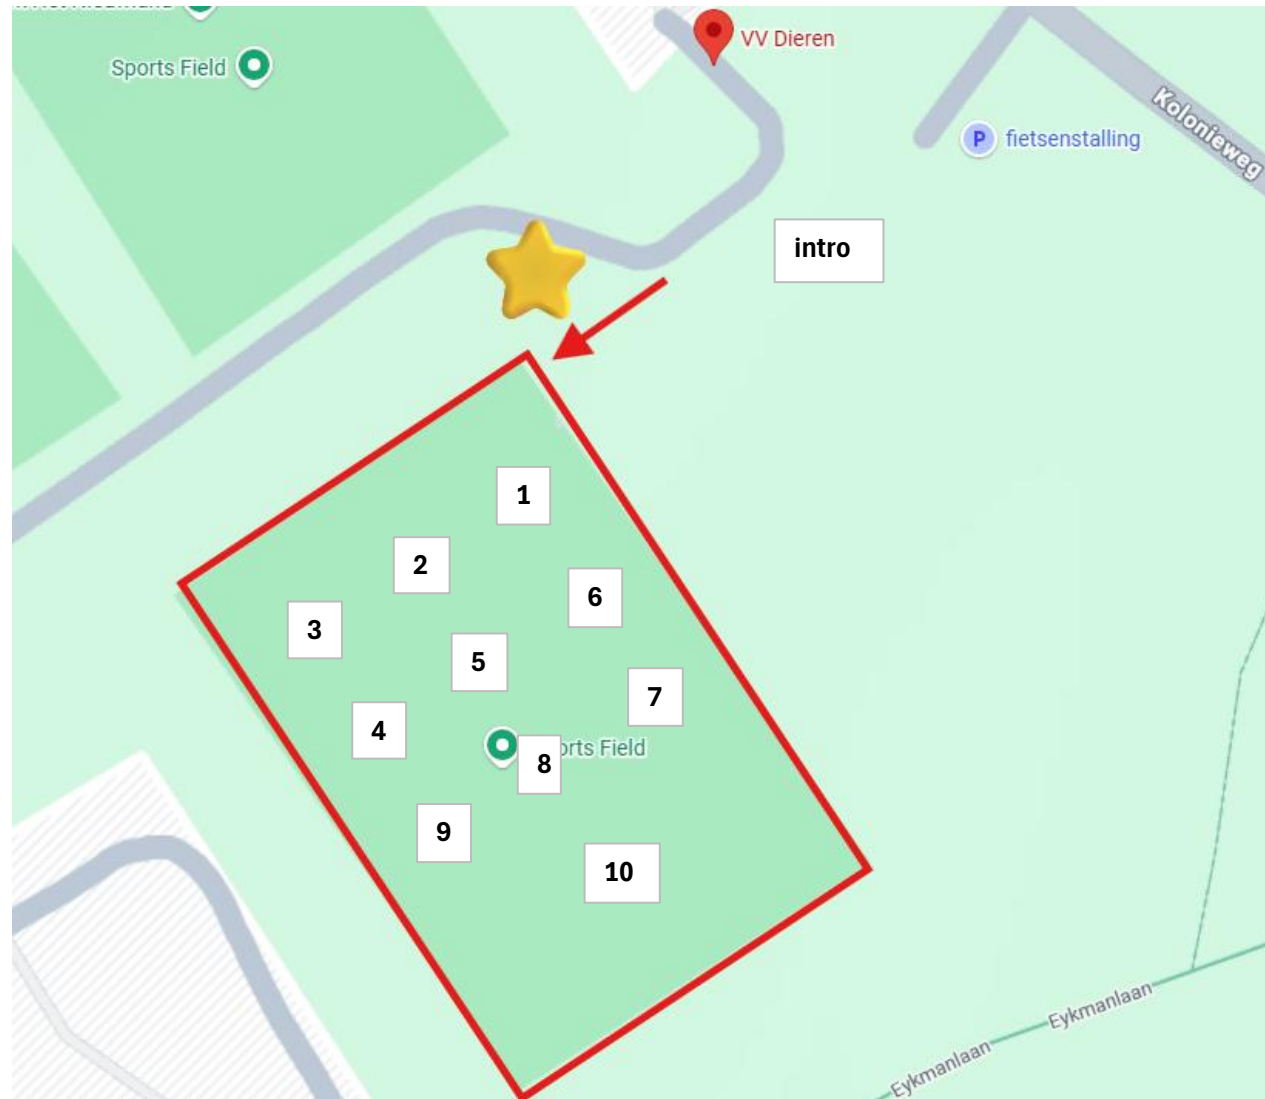 Sports Field
VV Dieren
Kolonieweg
P fietsenstalling
intro
1
2
6
3
5
7
4
orts Field
8
9
10
Eykmanlaan
Eykmanlaan